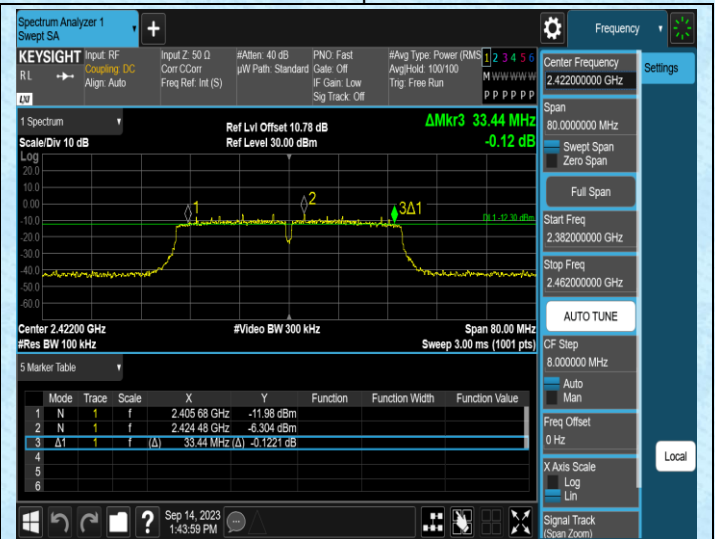 Spectrum Analyzer 1
Swept SA
+
Frequency
KEYSIGHT
RL
LXI
Input: RF
Coupling: DC
Align: Auto
Input Z: 50 Ω
Corr CCorr
Freq Ref: Int (S)
#Atten: 40 dB
µW Path: Standard
PNO: Fast
Gate: Off
IF Gain: Low
Sig Track: Off
#Avg Type: Power (RMS
Avg|Hold: 100/100
Trig: Free Run
1 2 3 4 5 6
M W W W W W
P P P P P P
1 Spectrum
Scale/Div 10 dB
Ref Lvl Offset 10.78 dB
Ref Level 30.00 dBm
ΔMkr3 33.44 MHz
-0.12 dB
Log
20.0
10.0
0.00
-10.0
-20.0
-30.0
-40.0
-50.0
-60.0
1
2
3Δ1
DL1 -12.30 dBm
Center 2.42200 GHz
#Res BW 100 kHz
#Video BW 300 kHz
Span 80.00 MHz
Sweep 3.00 ms (1001 pts)
5 Marker Table
Mode Trace Scale X Y Function Function Width Function Value
1 N 1 f 2.405 68 GHz -11.98 dBm
2 N 1 f 2.424 48 GHz -6.304 dBm
3 Δ1 1 f (Δ) 33.44 MHz (Δ) -0.1221 dB
4
5
6
Sep 14, 2023
1:43:59 PM
Center Frequency
2.422000000 GHz
Span
80.0000000 MHz
Swept Span
Zero Span
Full Span
Start Freq
2.382000000 GHz
Stop Freq
2.462000000 GHz
AUTO TUNE
CF Step
8.000000 MHz
Auto
Man
Freq Offset
0 Hz
X Axis Scale
Log
Lin
Signal Track
(Span Zoom)
Settings
Local